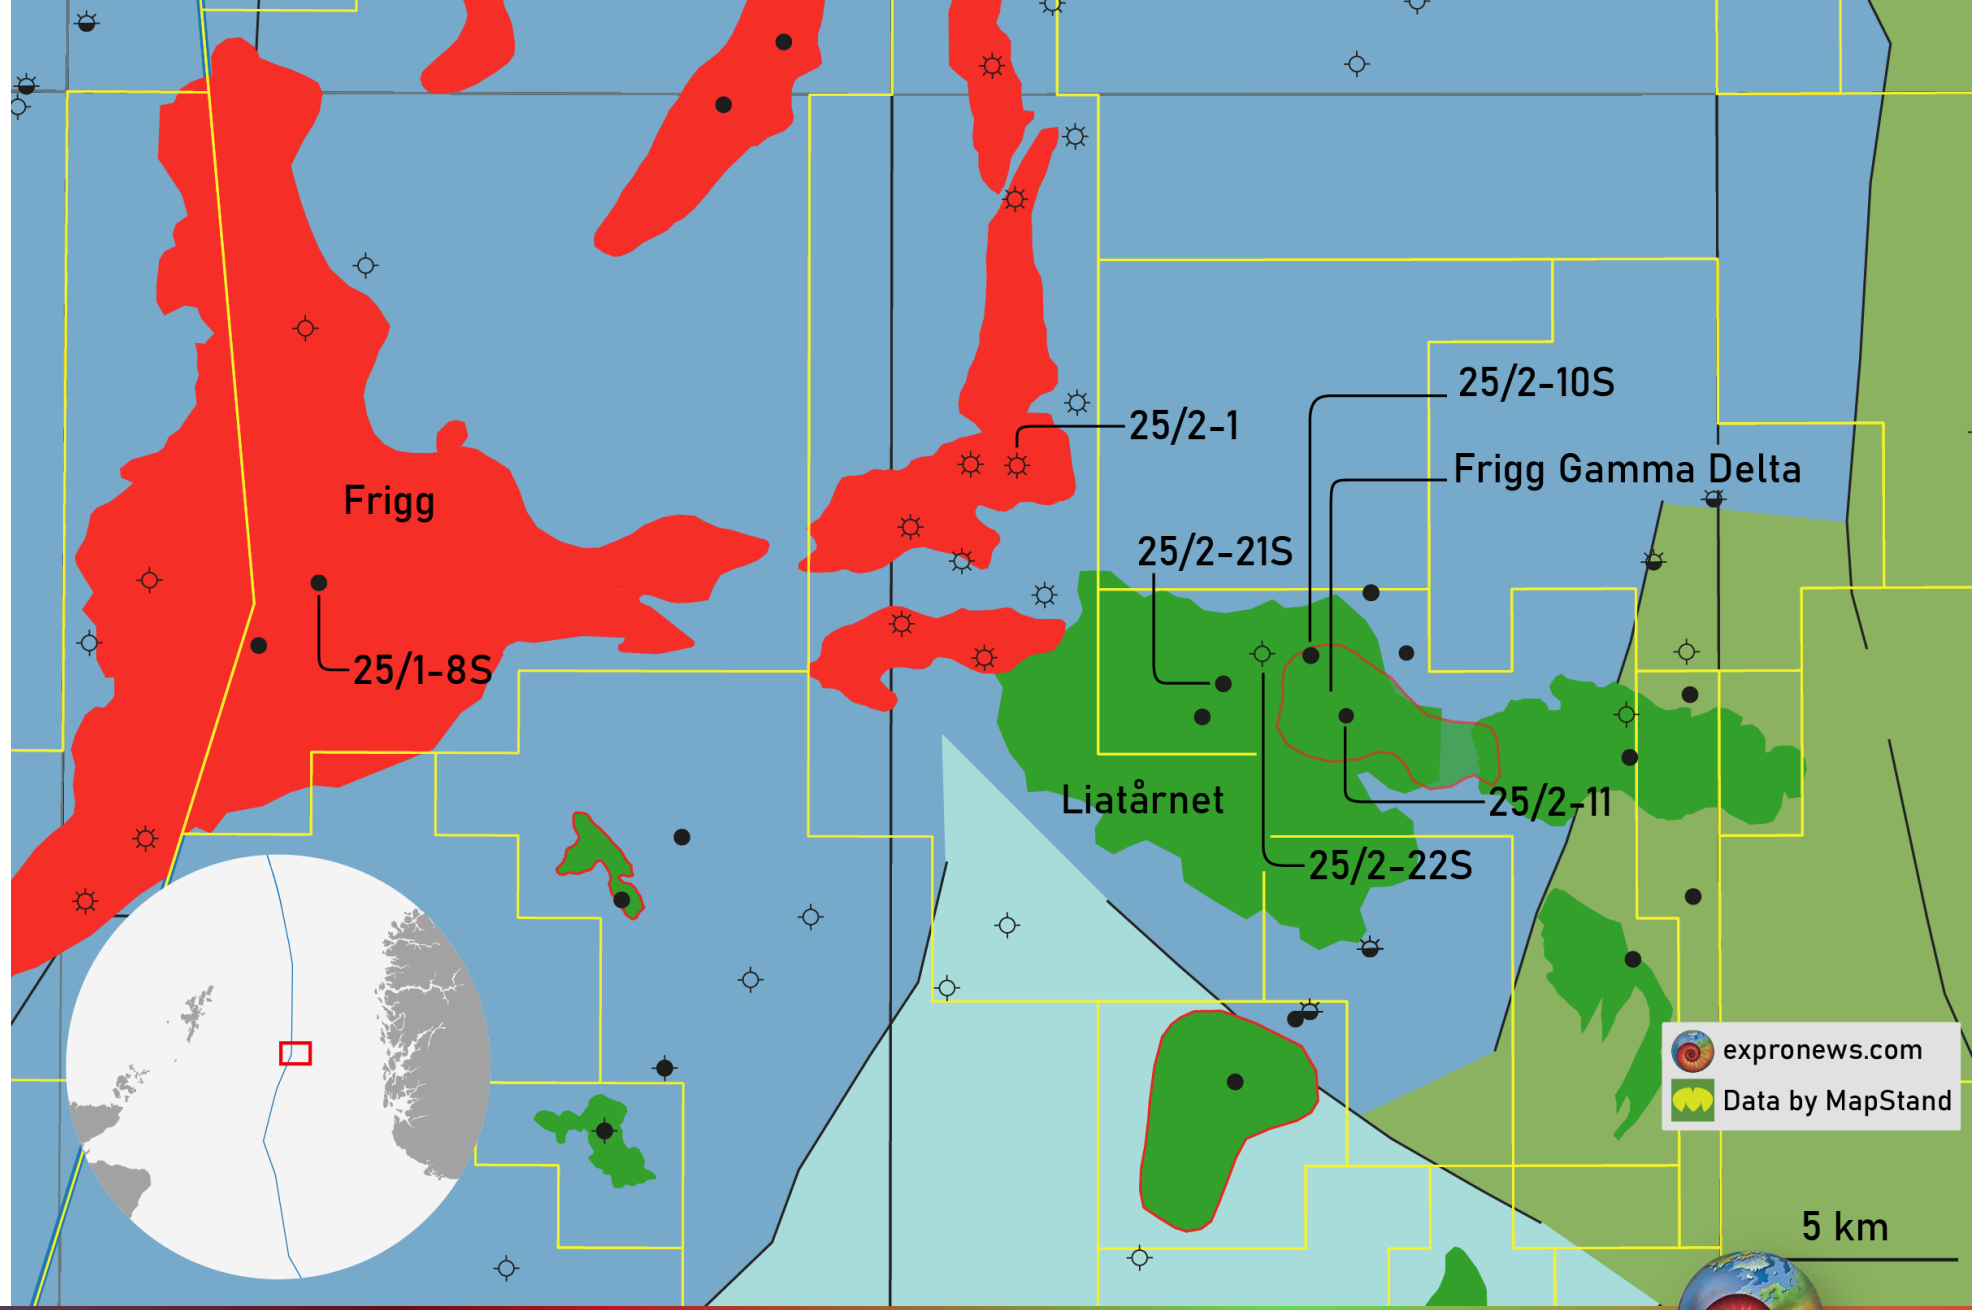 25/2-10S
25/2-1
Frigg Gamma Delta
Frigg
25/2-21S
25/1-8S
Liatårnet
25/2-11
25/2-22S
expronews.com
Data by MapStand
5 km